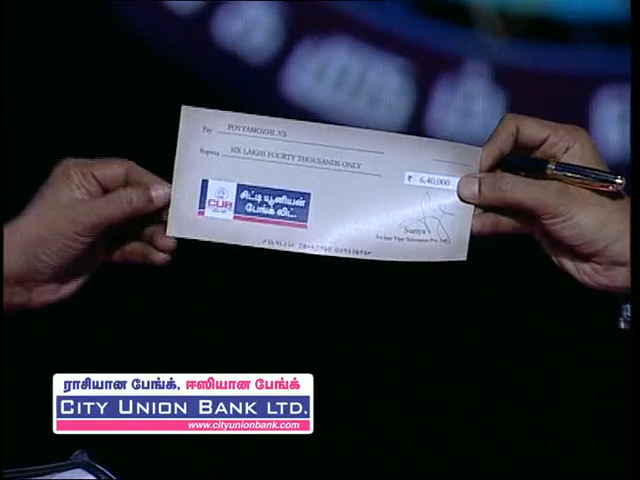 Pay POYYAMOZHI .V.S
Rupees SIX LAKHS FOURTY THOUSANDS ONLY
₹ 6,40,000
CUB
சிட்டி யூனியன்
பேங்க் லிட்.
Suriya
ராசியான பேங்க், ஈஸியான பேங்க்
CITY UNION BANK LTD.
www.cityunionbank.com